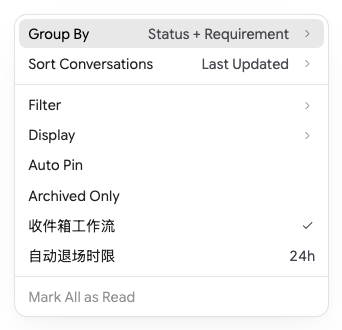 Group By Status + Requirement
Sort Conversations Last Updated
Filter
Display
Auto Pin
Archived Only
收件箱工作流
自动退场时限 24h
Mark All as Read